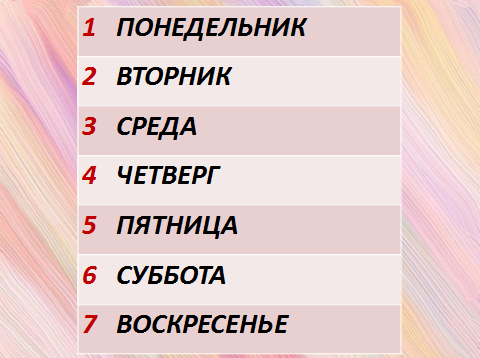 1 ПОНЕДЕЛЬНИК
2 ВТОРНИК
3 СРЕДА
4 ЧЕТВЕРГ
5 ПЯТНИЦА
6 СУББОТА
7 ВОСКРЕСЕНЬЕ